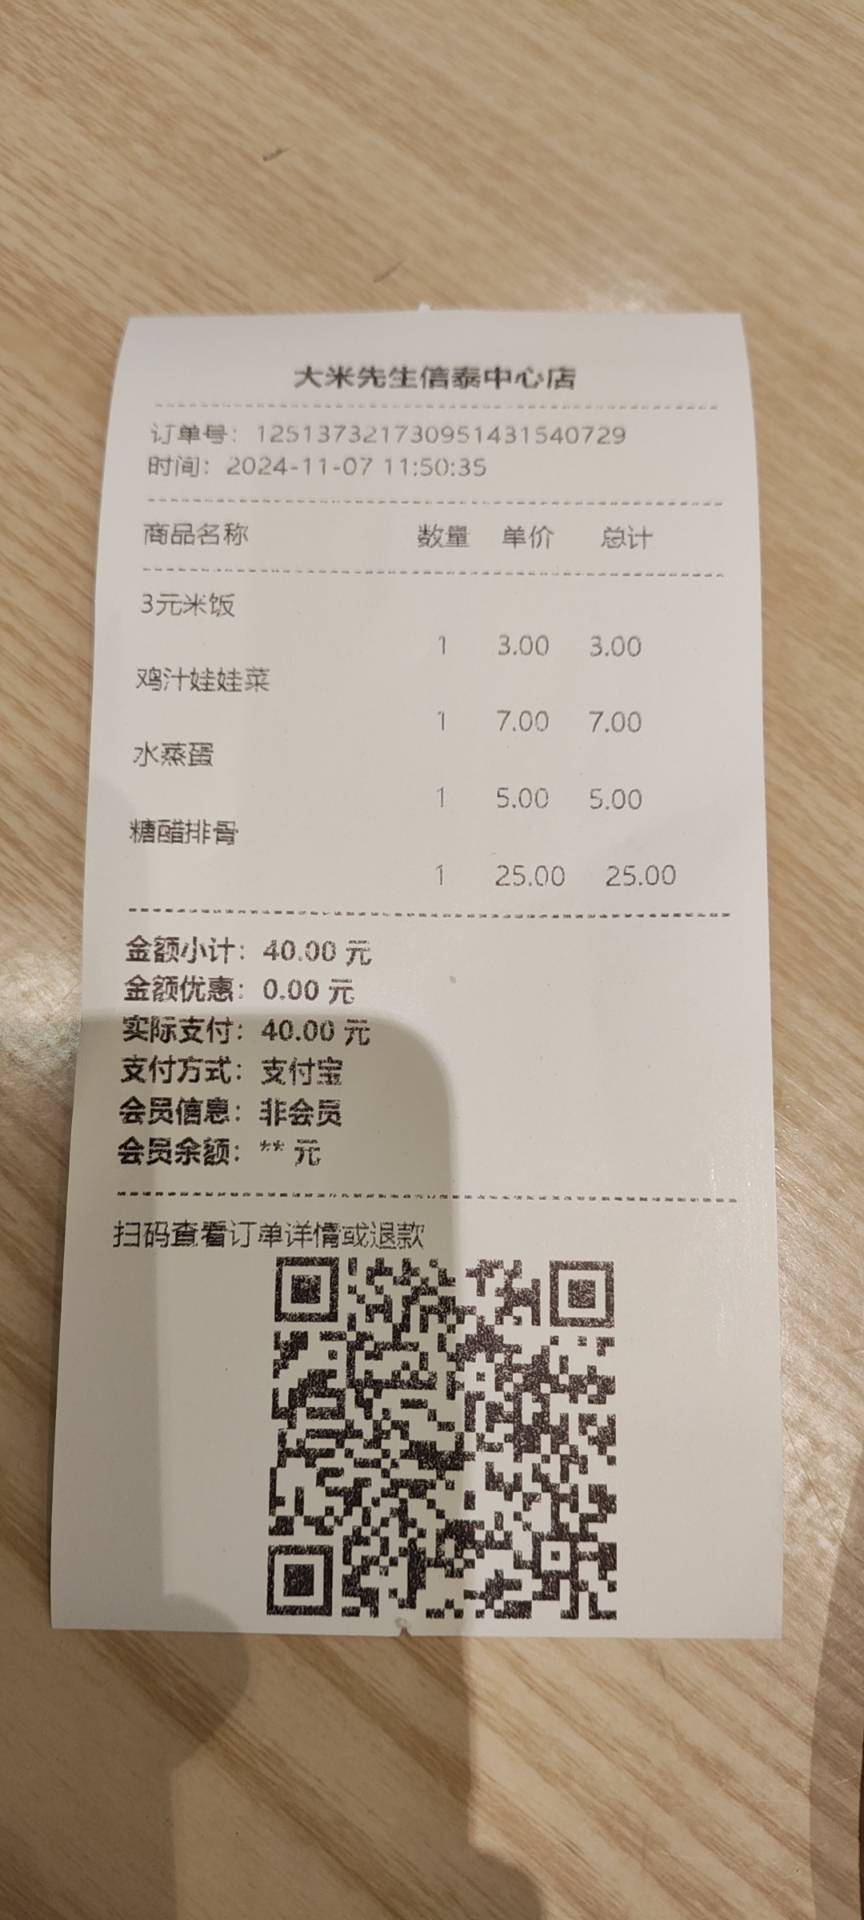 大米先生信泰中心店
订单号：1251373217309514315​40729
时间：2024-11-07 11:50:35
商品名称 数量 单价 总计
3元米饭
1 3.00 3.00
鸡汁娃娃菜
1 7.00 7.00
水蒸蛋
1 5.00 5.00
糖醋排骨
1 25.00 25.00
金额小计：40.00 元
金额优惠：0.00 元
实际支付：40.00 元
支付方式：支付宝
会员信息：非会员
会员余额：** 元
扫码查看订单详情或退款